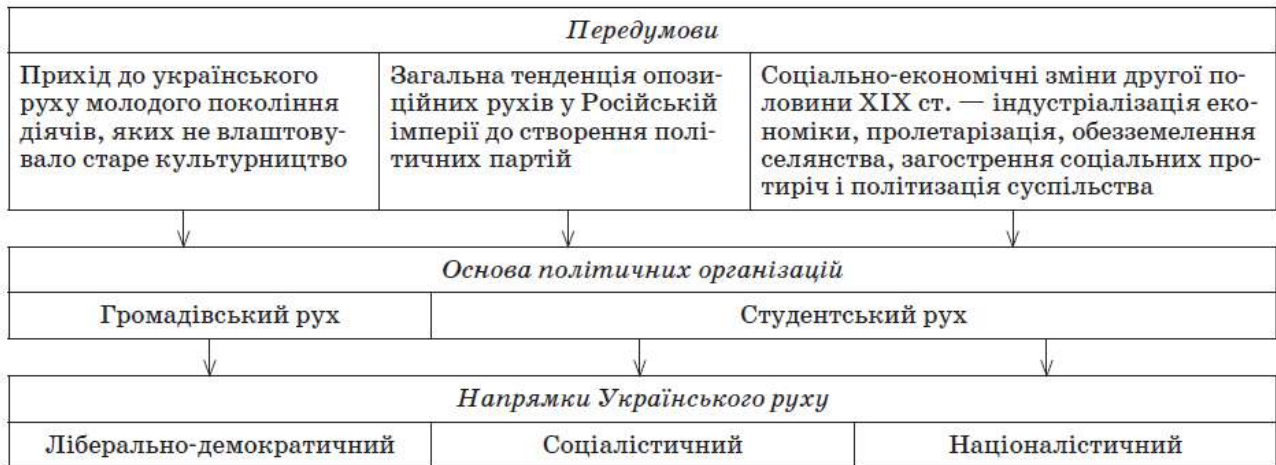 Передумови
Прихід до українського
руху молодого покоління
діячів, яких не влаштову-
вало старе культурництво
Загальна тенденція опози-
ційних рухів у Російській
імперії до створення полі-
тичних партій
Соціально-економічні зміни другої по-
ловини XIX ст. — індустріалізація еко-
номіки, пролетарізація, обезземелення
селянства, загострення соціальних про-
тиріч і політизація суспільства
Основа політичних організацій
Громадівський рух
Студентський рух
Напрямки Українського руху
Ліберально-демократичний
Соціалістичний
Націоналістичний